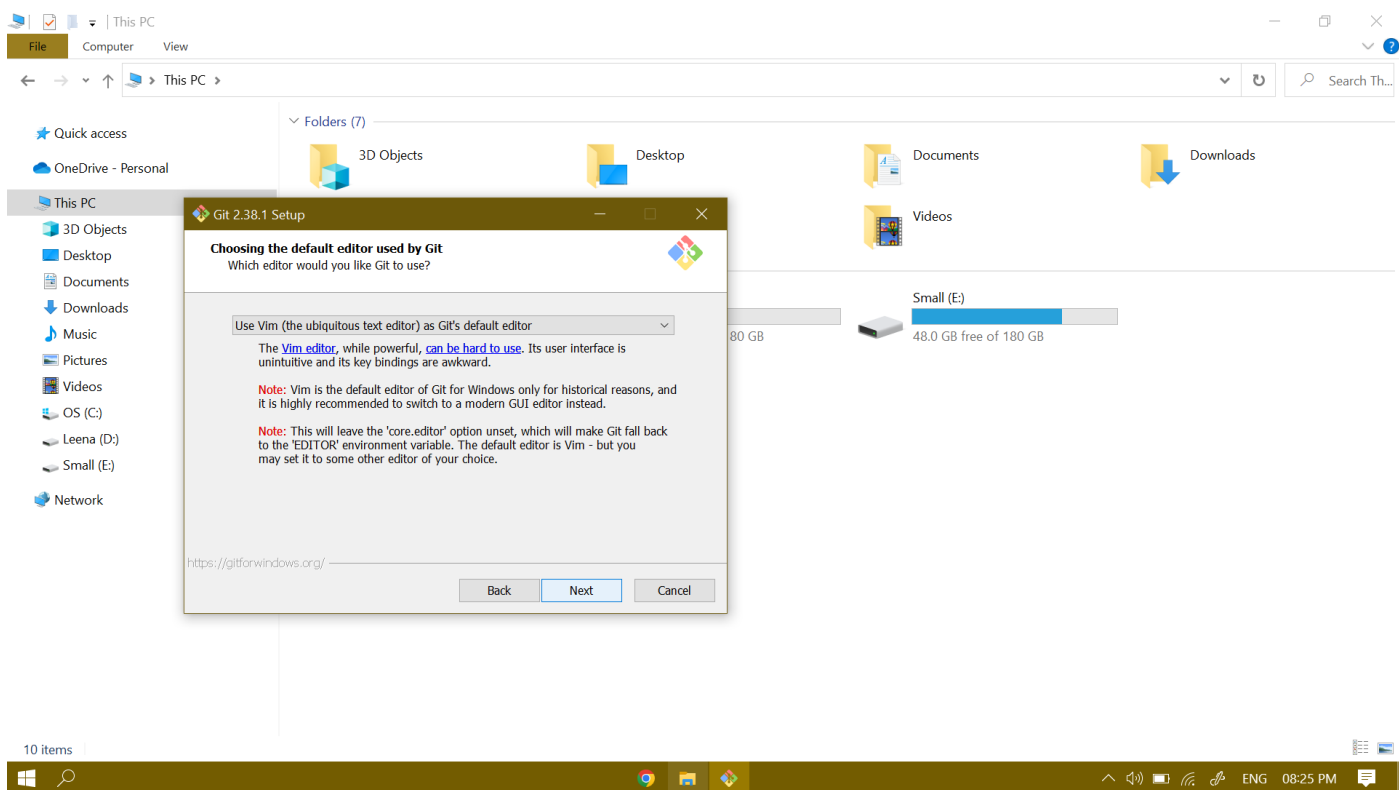 This PC
File Computer View
This PC
Search Th...
Quick access
OneDrive - Personal
This PC
3D Objects
Desktop
Documents
Downloads
Music
Pictures
Videos
OS (C:)
Leena (D:)
Small (E:)
Network
Folders (7)
3D Objects
Desktop
Documents
Downloads
Videos
80 GB
Small (E:)
48.0 GB free of 180 GB
Git 2.38.1 Setup
Choosing the default editor used by Git
Which editor would you like Git to use?
Use Vim (the ubiquitous text editor) as Git's default editor
The Vim editor, while powerful, can be hard to use. Its user interface is
unintuitive and its key bindings are awkward.
Note: Vim is the default editor of Git for Windows only for historical reasons, and
it is highly recommended to switch to a modern GUI editor instead.
Note: This will leave the 'core.editor' option unset, which will make Git fall back
to the 'EDITOR' environment variable. The default editor is Vim - but you
may set it to some other editor of your choice.
https://gitforwindows.org/
Back Next Cancel
10 items
ENG 08:25 PM